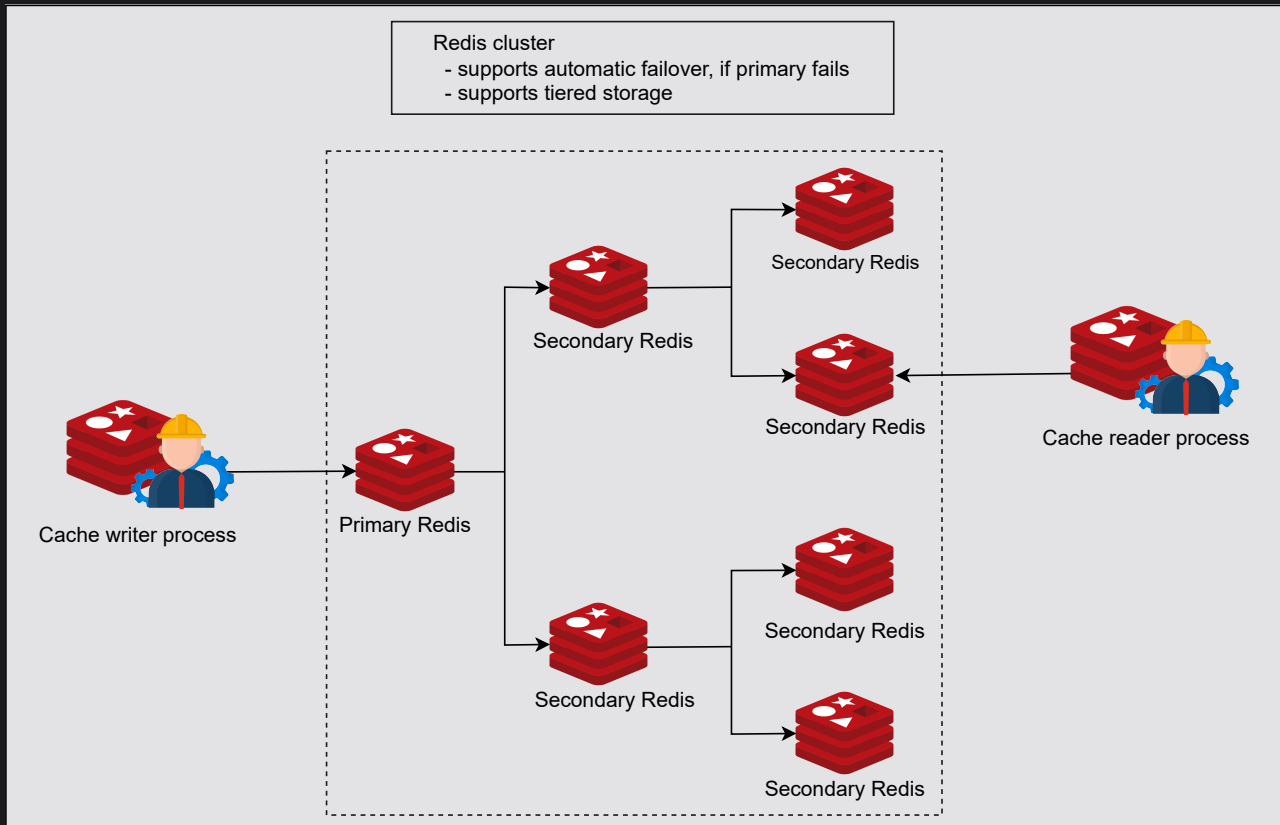 Redis cluster
- supports automatic failover, if primary fails
- supports tiered storage
Secondary Redis
Secondary Redis
Secondary Redis
Cache reader process
Cache writer process
Primary Redis
Secondary Redis
Secondary Redis
Secondary Redis